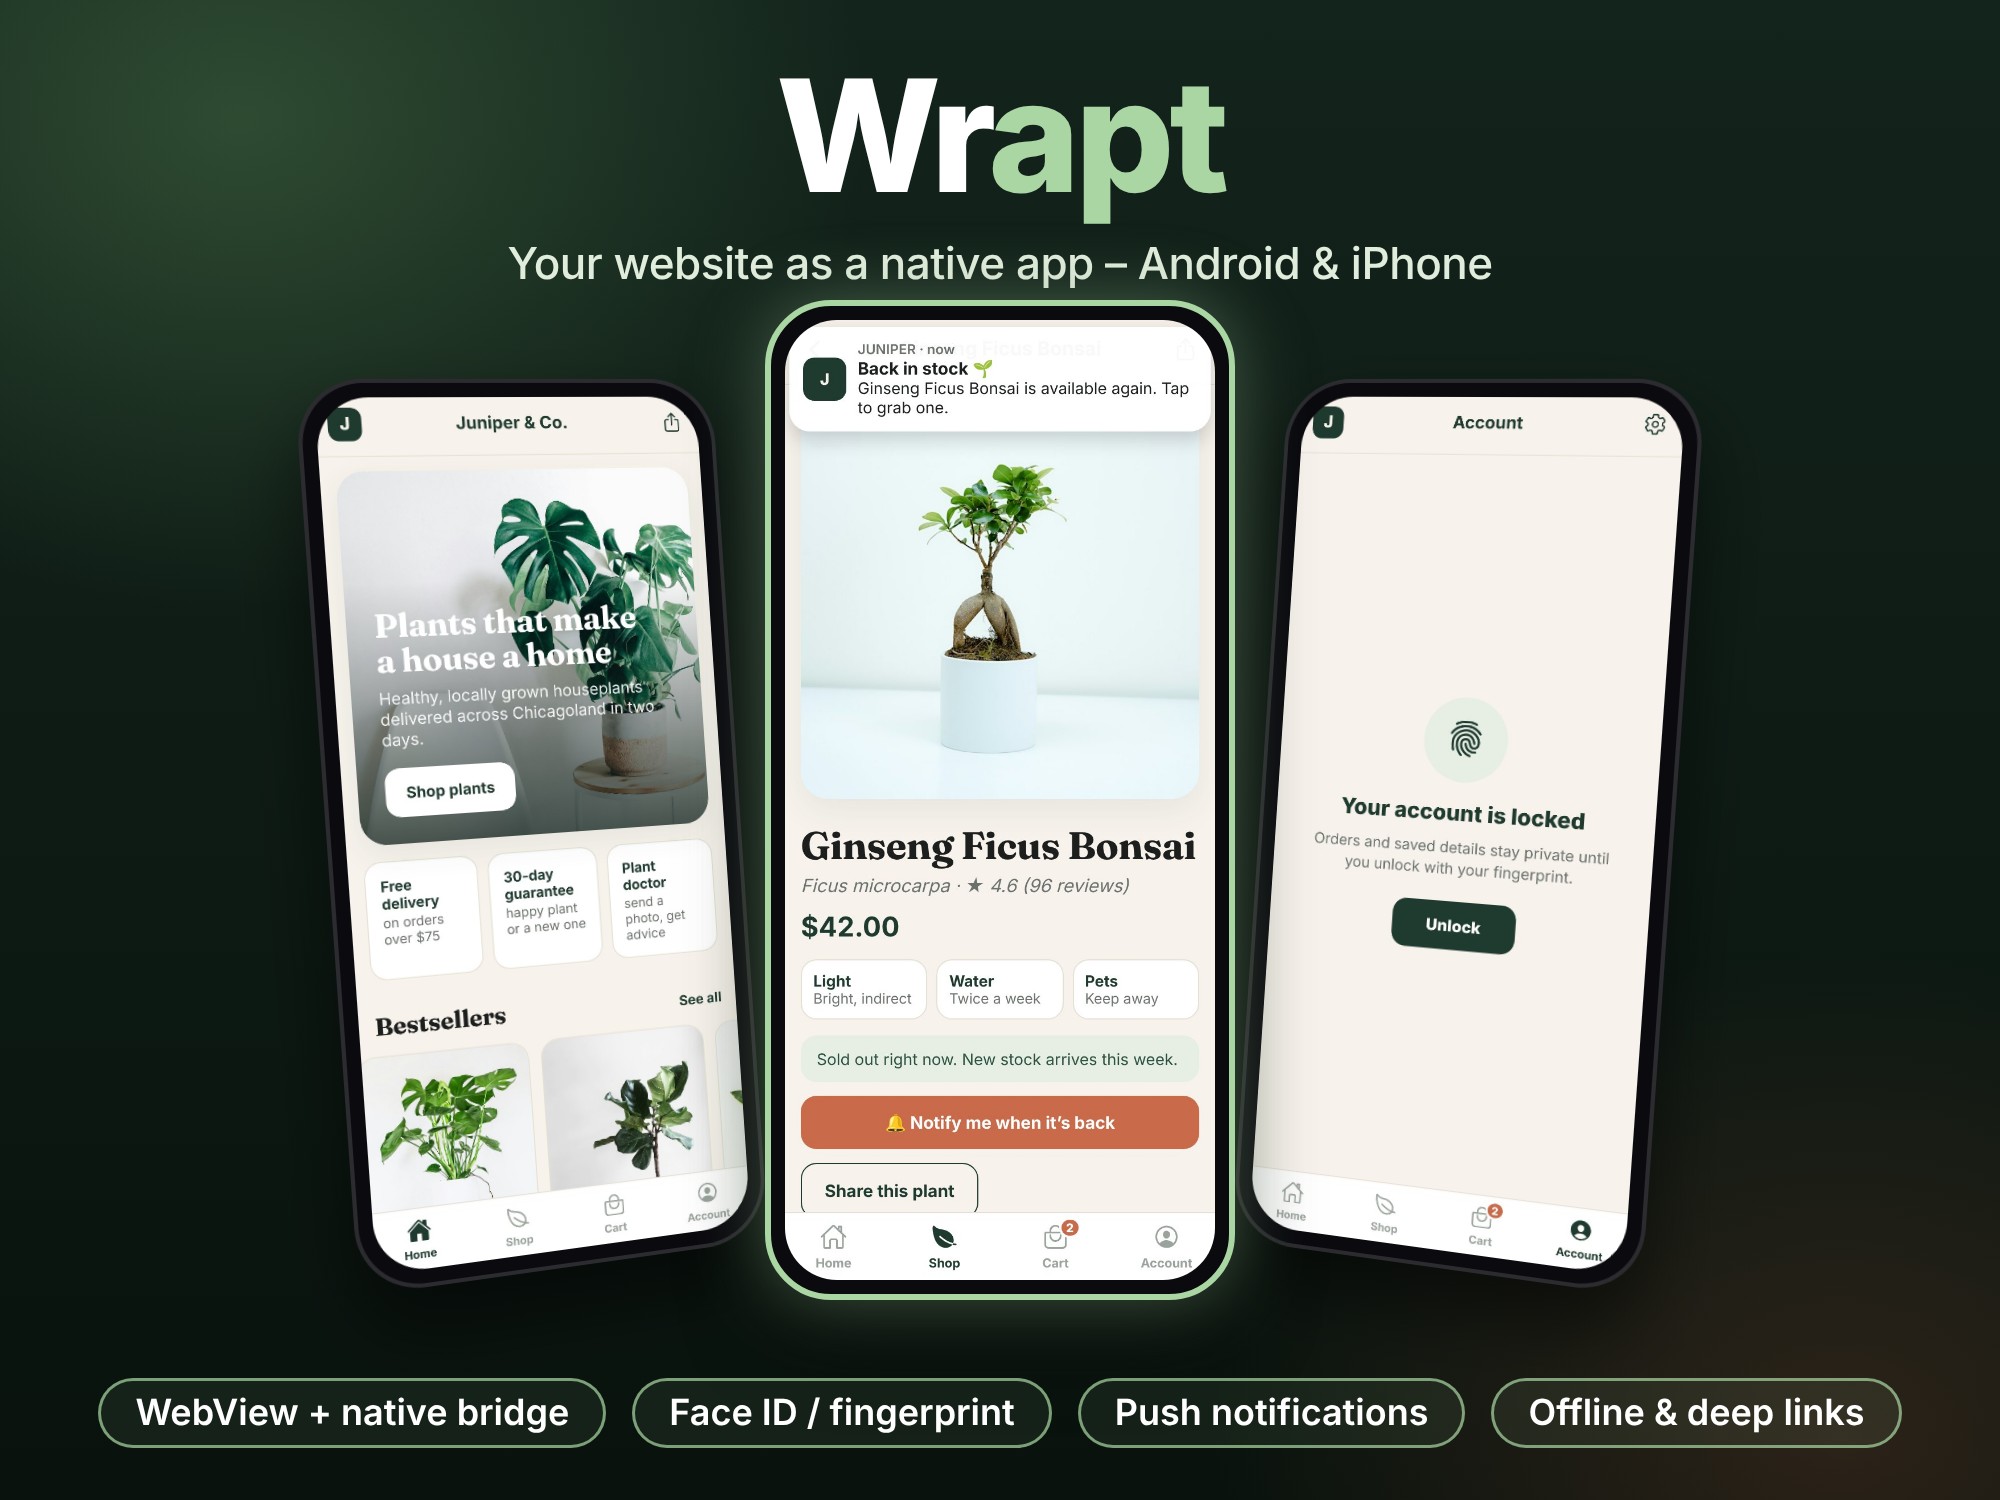 Wrapt
Your website as a native app – Android & iPhone
J
Juniper & Co.
Plants that make
a house a home
Healthy, locally grown houseplants
delivered across Chicagoland in two
days.
Shop plants
Free
delivery
on orders
over $75
30-day
guarantee
happy plant
or a new one
Plant
doctor
send a
photo, get
advice
Bestsellers
See all
Home
Shop
Cart
Account
J
JUNIPER · now
Back in stock 🌱
Ginseng Ficus Bonsai is available again. Tap
to grab one.
Ginseng Ficus Bonsai
Ficus microcarpa · ★ 4.6 (96 reviews)
$42.00
Light
Bright, indirect
Water
Twice a week
Pets
Keep away
Sold out right now. New stock arrives this week.
🔔 Notify me when it’s back
Share this plant
Home
Shop
2
Cart
Account
J
Account
Your account is locked
Orders and saved details stay private until
you unlock with your fingerprint.
Unlock
Home
Shop
2
Cart
Account
WebView + native bridge
Face ID / fingerprint
Push notifications
Offline & deep links